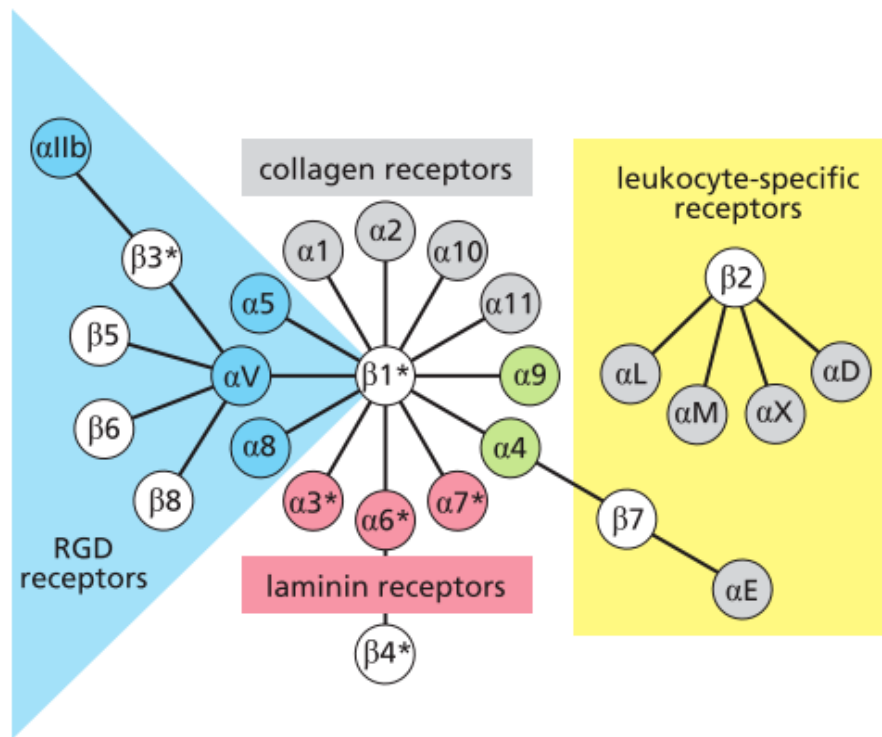 αIIb
collagen receptors
leukocyte-specific
receptors
β3*
α1
α2
α10
β2
α5
α11
β5
αV
β1*
α9
αL
αD
αM
αX
β6
α8
α4
β8
α3*
α6*
α7*
β7
RGD
receptors
laminin receptors
αE
β4*